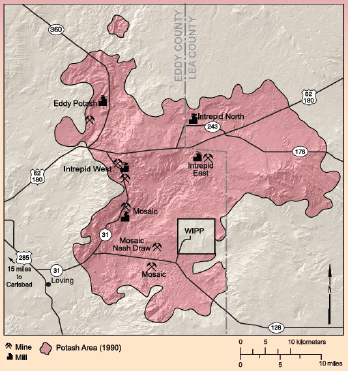 360
EDDY COUNTY
LEA COUNTY
Eddy Potash
62
180
Intrepid North
243
176
Intrepid West
Intrepid
East
62
180
Mosaic
WIPP
31
Mosaic
Nash Draw
285
15 miles
to
Carlsbad
31
Loving
Mosaic
128
Mine
Mill
Potash Area (1990)
0 5 10 kilometers
0 5 10 miles